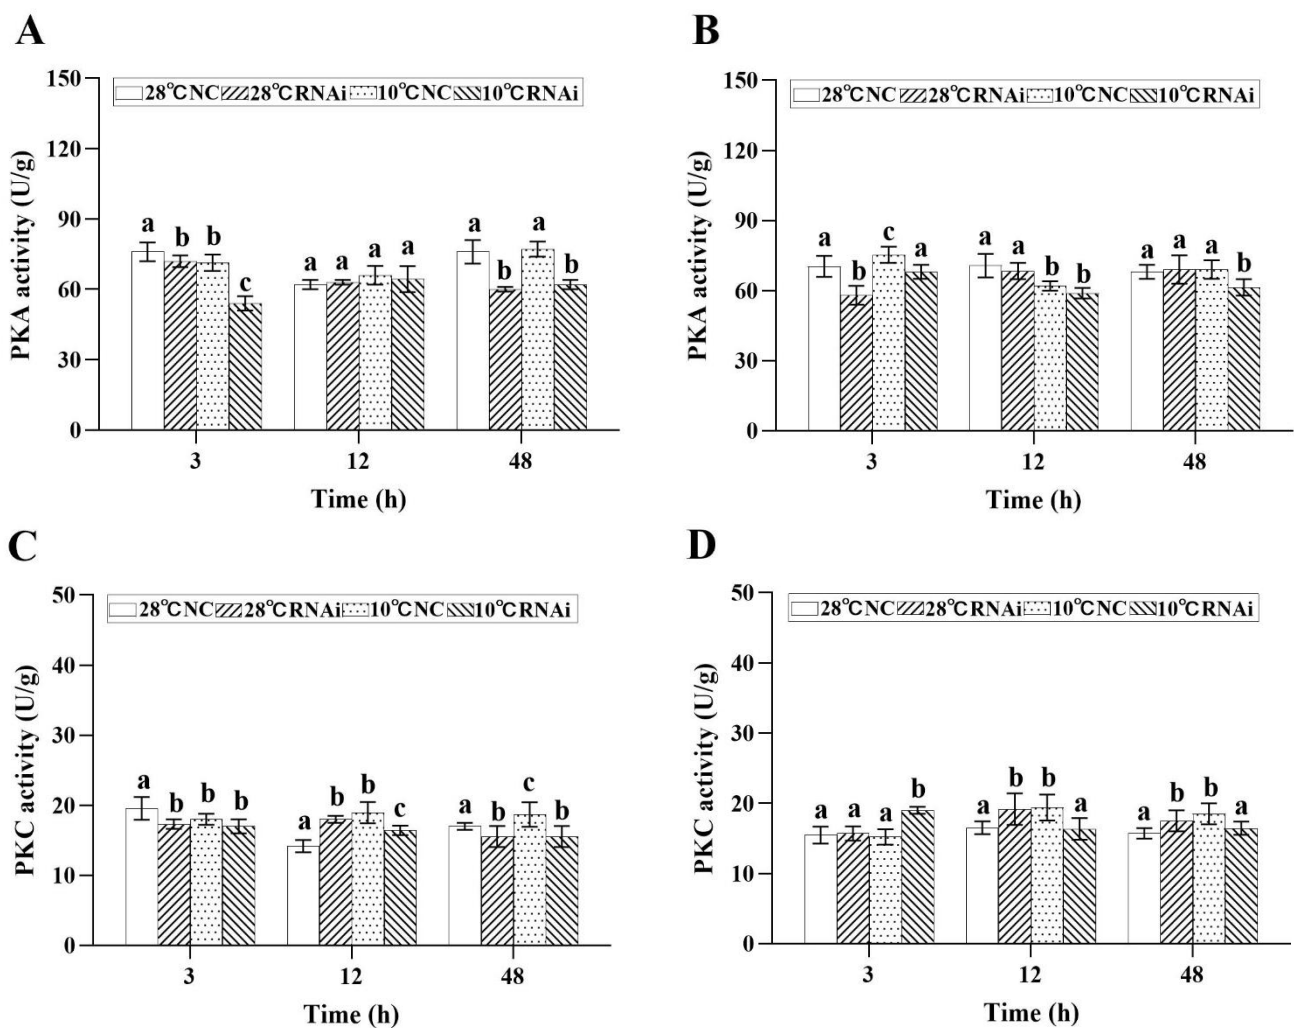 A
150
120
90
60
30
0
PKA activity (U/g)
28℃NC 28℃RNAi 10℃NC 10℃RNAi
a b b c a a a a a b a b
3 12 48
Time (h)
B
150
120
90
60
30
0
PKA activity (U/g)
28℃NC 28℃RNAi 10℃NC 10℃RNAi
a b c a a a b b a a a b
3 12 48
Time (h)
C
50
40
30
20
10
0
PKC activity (U/g)
28℃NC 28℃RNAi 10℃NC 10℃RNAi
a b b b a b b c a b c b
3 12 48
Time (h)
D
50
40
30
20
10
0
PKC activity (U/g)
28℃NC 28℃RNAi 10℃NC 10℃RNAi
a a a b a b b a a b b a
3 12 48
Time (h)